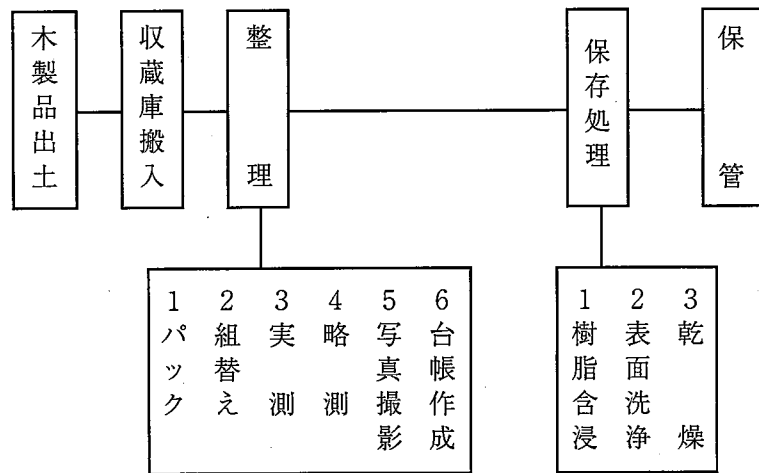 木製品出土
収蔵庫搬入
整理
保存処理
保管
1パック
2組替え
3実測
4略測
5写真撮影
6台帳作成
1樹脂含浸
2表面洗浄
3乾燥